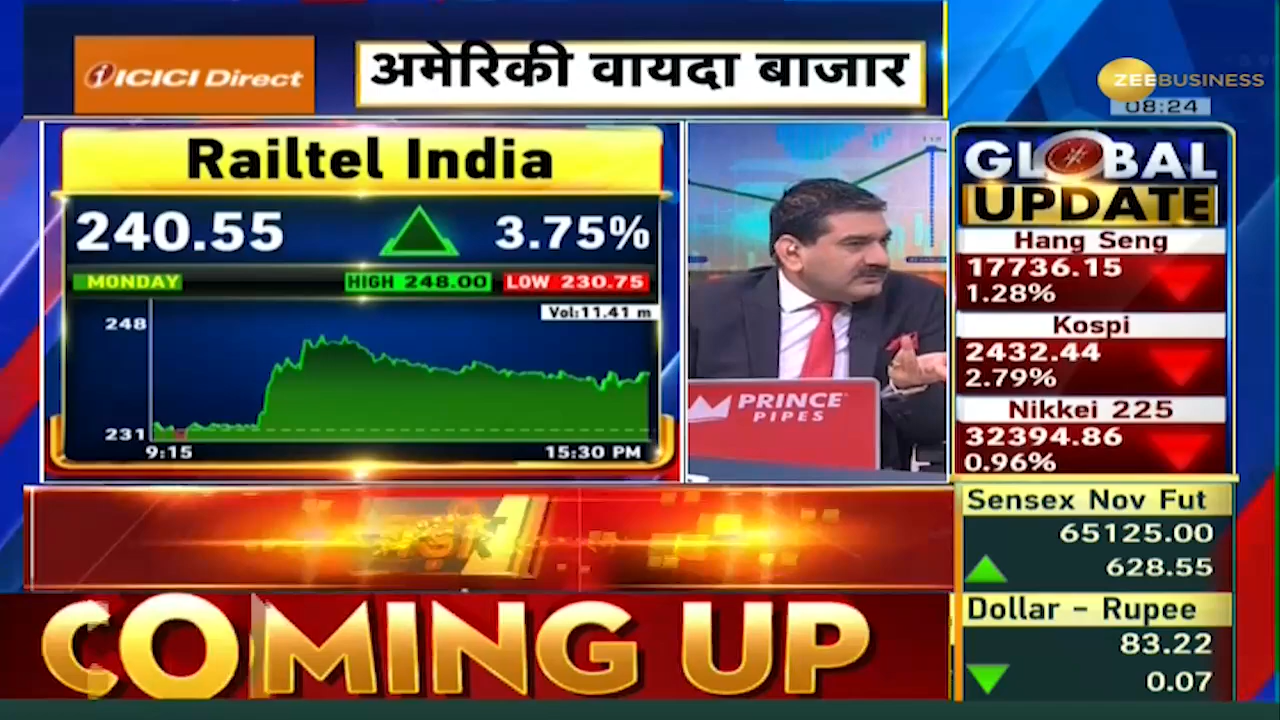 ICICI Direct
अमेरिकी वायदा बाजार
ZEEBUSINESS
08:24
Railtel India
240.55
3.75%
MONDAY
HIGH 248.00
LOW 230.75
Vol:11.41 m
248
231
9:15
15:30 PM
PRINCE
PIPES
GLOBAL
UPDATE
Hang Seng
17736.15
1.28%
Kospi
2432.44
2.79%
Nikkei 225
32394.86
0.96%
Sensex Nov Fut
65125.00
628.55
Dollar - Rupee
83.22
0.07
COMING UP